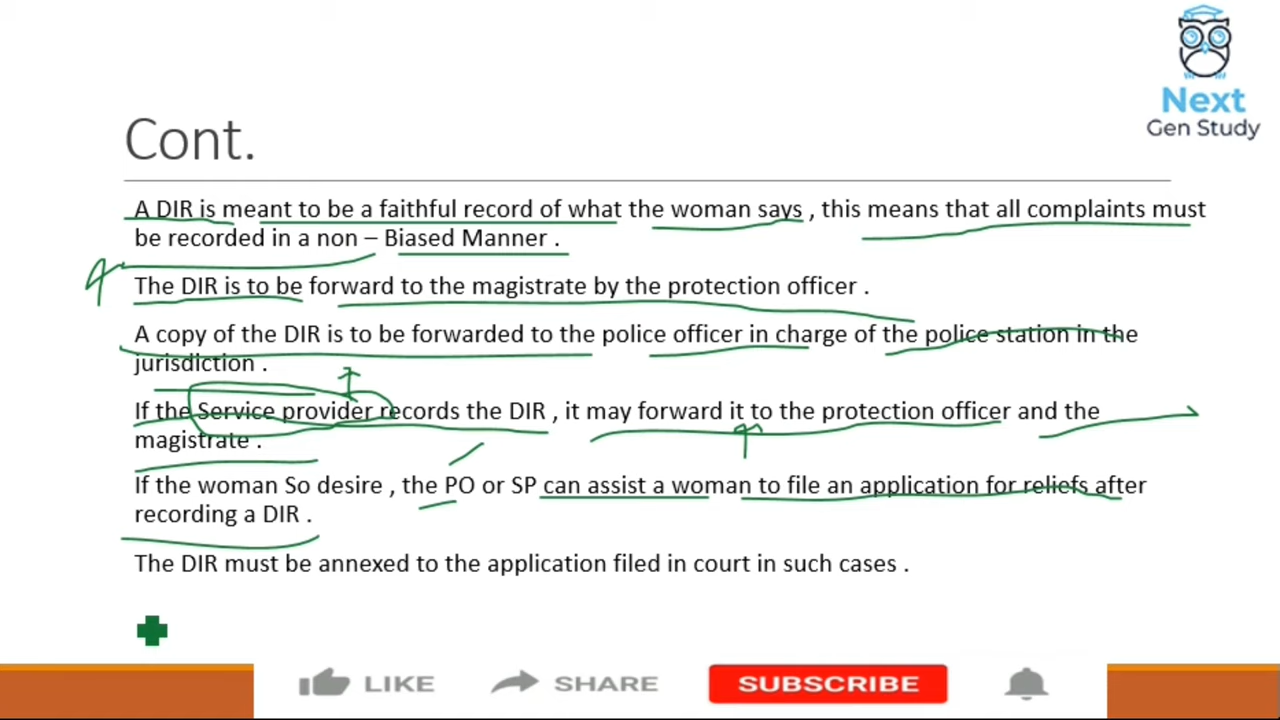 Next
Gen Study
Cont.
A DIR is meant to be a faithful record of what the woman says , this means that all complaints must
be recorded in a non – Biased Manner .
The DIR is to be forward to the magistrate by the protection officer .
A copy of the DIR is to be forwarded to the police officer in charge of the police station in the
jurisdiction .
If the Service provider records the DIR , it may forward it to the protection officer and the
magistrate .
If the woman So desire , the PO or SP can assist a woman to file an application for reliefs after
recording a DIR .
The DIR must be annexed to the application filed in court in such cases .
LIKE SHARE SUBSCRIBE